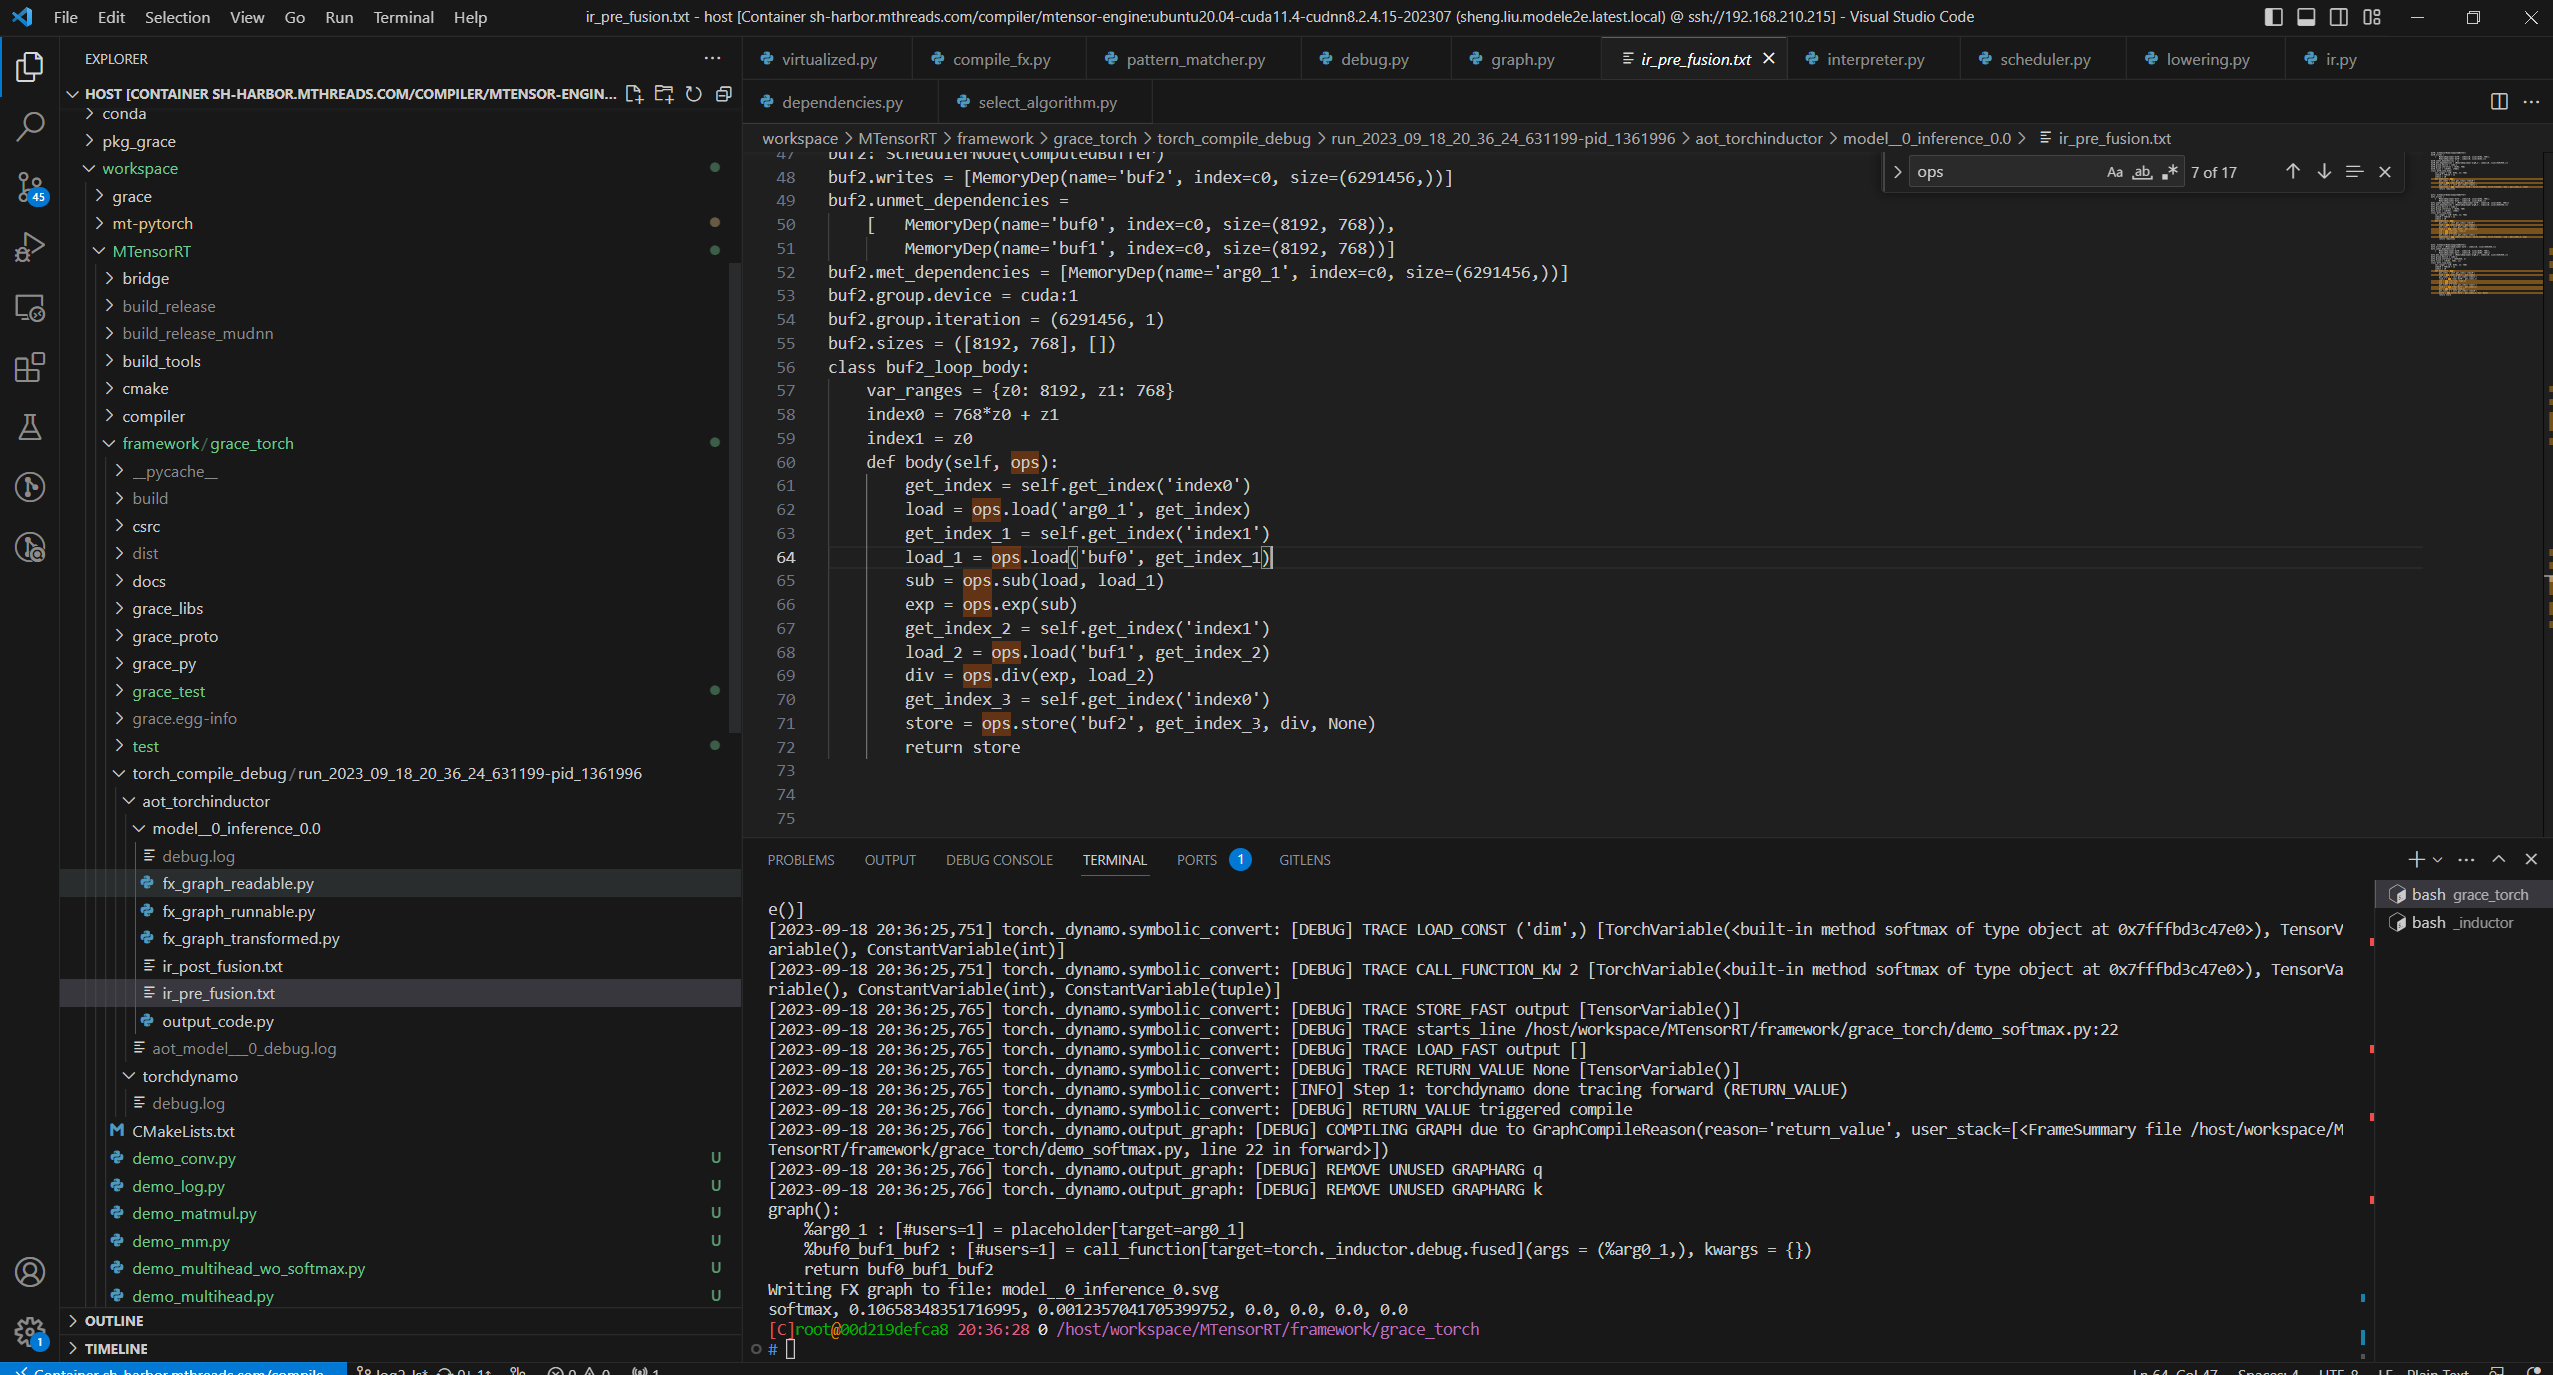 File Edit Selection View Go Run Terminal Help
ir_pre_fusion.txt - host [Container sh-harbor.mthreads.com/compiler/mtensor-engine:ubuntu20.04-cuda11.4-cudnn8.2.4.15-202307 (sheng.liu.modele2e.latest.local) @ ssh://192.168.210.215] - Visual Studio Code
EXPLORER
HOST [CONTAINER SH-HARBOR.MTHREADS.COM/COMPILER/MTENSOR-ENGIN...
conda
pkg_grace
workspace
grace
mt-pytorch
MTensorRT
bridge
build_release
build_release_mudnn
build_tools
cmake
compiler
framework/grace_torch
__pycache__
build
csrc
dist
docs
grace_libs
grace_proto
grace_py
grace_test
grace.egg-info
test
torch_compile_debug/run_2023_09_18_20_36_24_631199-pid_1361996
aot_torchinductor
model__0_inference_0.0
debug.log
fx_graph_readable.py
fx_graph_runnable.py
fx_graph_transformed.py
ir_post_fusion.txt
ir_pre_fusion.txt
output_code.py
aot_model___0_debug.log
torchdynamo
debug.log
CMakeLists.txt
demo_conv.py U
demo_log.py U
demo_matmul.py U
demo_mm.py U
demo_multihead_wo_softmax.py U
demo_multihead.py U
OUTLINE
TIMELINE
45
1
virtualized.py compile_fx.py pattern_matcher.py debug.py graph.py ir_pre_fusion.txt interpreter.py scheduler.py lowering.py ir.py
dependencies.py select_algorithm.py
workspace > MTensorRT > framework > grace_torch > torch_compile_debug > run_2023_09_18_20_36_24_631199-pid_1361996 > aot_torchinductor > model__0_inference_0.0 > ir_pre_fusion.txt
ops Aa ab .* 7 of 17
47 buf2: SchedulerNode(ComputedBuffer)
48 buf2.writes = [MemoryDep(name='buf2', index=c0, size=(6291456,))]
49 buf2.unmet_dependencies =
50 [   MemoryDep(name='buf0', index=c0, size=(8192, 768)),
51 MemoryDep(name='buf1', index=c0, size=(8192, 768))]
52 buf2.met_dependencies = [MemoryDep(name='arg0_1', index=c0, size=(6291456,))]
53 buf2.group.device = cuda:1
54 buf2.group.iteration = (6291456, 1)
55 buf2.sizes = ([8192, 768], [])
56 class buf2_loop_body:
57 var_ranges = {z0: 8192, z1: 768}
58 index0 = 768*z0 + z1
59 index1 = z0
60 def body(self, ops):
61 get_index = self.get_index('index0')
62 load = ops.load('arg0_1', get_index)
63 get_index_1 = self.get_index('index1')
64 load_1 = ops.load('buf0', get_index_1)
65 sub = ops.sub(load, load_1)
66 exp = ops.exp(sub)
67 get_index_2 = self.get_index('index1')
68 load_2 = ops.load('buf1', get_index_2)
69 div = ops.div(exp, load_2)
70 get_index_3 = self.get_index('index0')
71 store = ops.store('buf2', get_index_3, div, None)
72 return store
73
74
75
PROBLEMS OUTPUT DEBUG CONSOLE TERMINAL PORTS 1 GITLENS
bash grace_torch
bash _inductor
e()]
[2023-09-18 20:36:25,751] torch._dynamo.symbolic_convert: [DEBUG] TRACE LOAD_CONST ('dim',) [TorchVariable(<built-in method softmax of type object at 0x7fffbd3c47e0>), TensorV
ariable(), ConstantVariable(int)]
[2023-09-18 20:36:25,751] torch._dynamo.symbolic_convert: [DEBUG] TRACE CALL_FUNCTION_KW 2 [TorchVariable(<built-in method softmax of type object at 0x7fffbd3c47e0>), TensorVa
riable(), ConstantVariable(int), ConstantVariable(tuple)]
[2023-09-18 20:36:25,765] torch._dynamo.symbolic_convert: [DEBUG] TRACE STORE_FAST output [TensorVariable()]
[2023-09-18 20:36:25,765] torch._dynamo.symbolic_convert: [DEBUG] TRACE starts_line /host/workspace/MTensorRT/framework/grace_torch/demo_softmax.py:22
[2023-09-18 20:36:25,765] torch._dynamo.symbolic_convert: [DEBUG] TRACE LOAD_FAST output []
[2023-09-18 20:36:25,765] torch._dynamo.symbolic_convert: [DEBUG] TRACE RETURN_VALUE None [TensorVariable()]
[2023-09-18 20:36:25,765] torch._dynamo.symbolic_convert: [INFO] Step 1: torchdynamo done tracing forward (RETURN_VALUE)
[2023-09-18 20:36:25,766] torch._dynamo.symbolic_convert: [DEBUG] RETURN_VALUE triggered compile
[2023-09-18 20:36:25,766] torch._dynamo.output_graph: [DEBUG] COMPILING GRAPH due to GraphCompileReason(reason='return_value', user_stack=[<FrameSummary file /host/workspace/M
TensorRT/framework/grace_torch/demo_softmax.py, line 22 in forward>])
[2023-09-18 20:36:25,766] torch._dynamo.output_graph: [DEBUG] REMOVE UNUSED GRAPHARG q
[2023-09-18 20:36:25,766] torch._dynamo.output_graph: [DEBUG] REMOVE UNUSED GRAPHARG k
graph():
%arg0_1 : [#users=1] = placeholder[target=arg0_1]
%buf0_buf1_buf2 : [#users=1] = call_function[target=torch._inductor.debug.fused](args = (%arg0_1,), kwargs = {})
return buf0_buf1_buf2
Writing FX graph to file: model__0_inference_0.svg
softmax, 0.10658348351716995, 0.0012357041705399752, 0.0, 0.0, 0.0, 0.0
[C]root@00d219defca8 20:36:28 0 /host/workspace/MTensorRT/framework/grace_torch
#
Container sh-harbor.mthreads.com/compile... Ln 64, Col 47 Spaces: 4 UTF-8 LF Plain Text